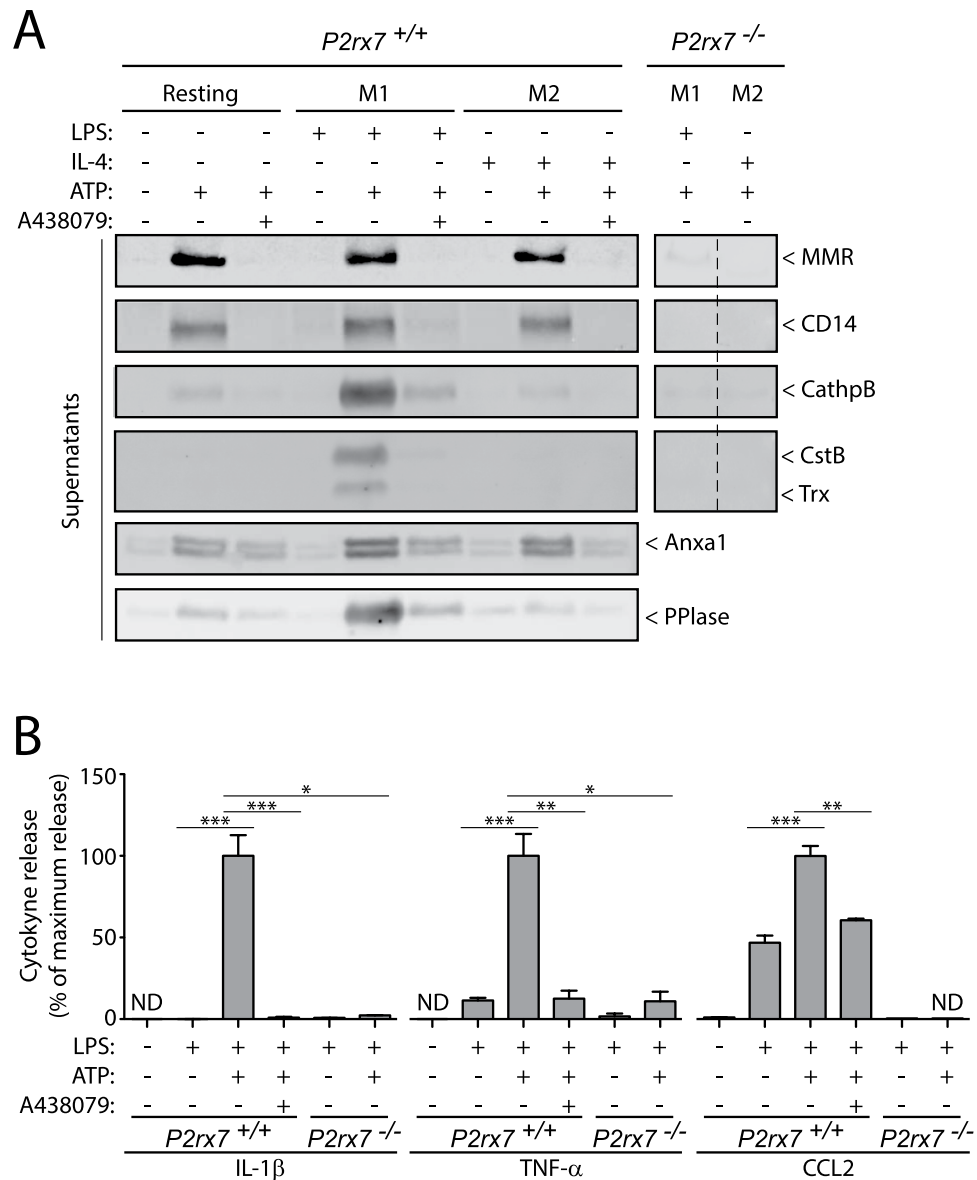 A
P2rx7 +/+ P2rx7 -/-
Resting M1 M2 M1 M2
LPS: - - - + + + - - - + -
IL-4: - - - - - - + + + - +
ATP: - + + - + + - + + + +
A438079: - - + - - + - - + - -
Supernatants
< MMR
< CD14
< CathpB
< CstB
< Trx
< Anxa1
< PPIase
B
Cytokyne release
(% of maximum release)
150
100
50
0
*** *** * *** ** * *** **
ND ND ND
LPS: - + + + + + - + + + + + - + + + + +
ATP: - - + + - + - - + + - + - - + + - +
A438079: - - - + - - - - - + - - - - - + - -
P2rx7 +/+ P2rx7 -/- P2rx7 +/+ P2rx7 -/- P2rx7 +/+ P2rx7 -/-
IL-1β TNF-α CCL2